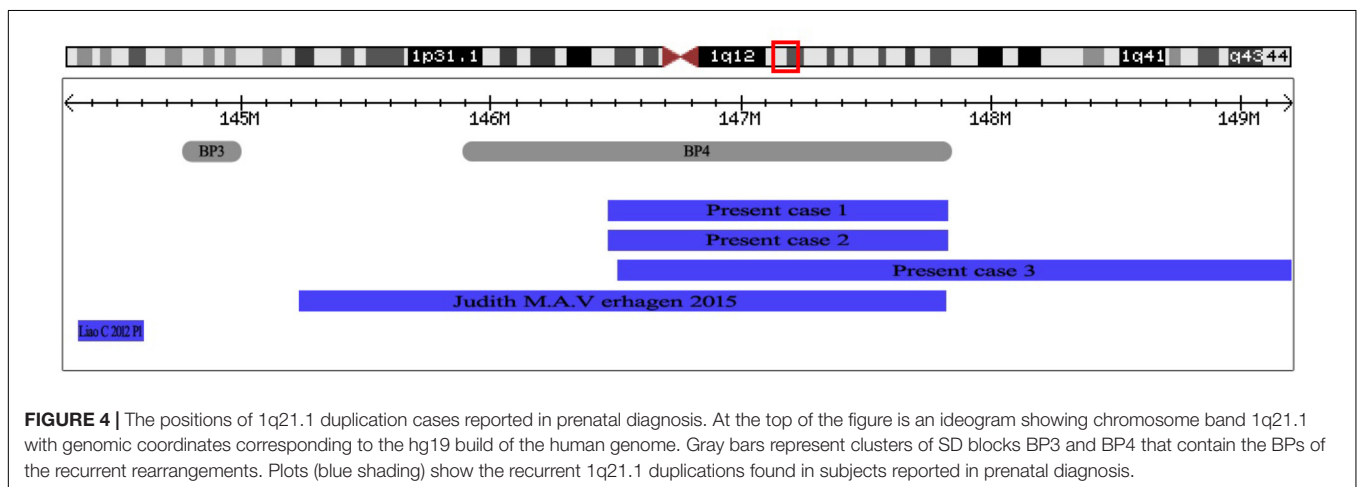 1p31.1 1q12 1q41 q43 44
145M 146M 147M 148M 149M
BP3 BP4
Present case 1
Present case 2
Present case 3
Judith M.A.V erhagen 2015
Liao C 2012 P1
FIGURE 4 | The positions of 1q21.1 duplication cases reported in prenatal diagnosis. At the top of the figure is an ideogram showing chromosome band 1q21.1
with genomic coordinates corresponding to the hg19 build of the human genome. Gray bars represent clusters of SD blocks BP3 and BP4 that contain the BPs of
the recurrent rearrangements. Plots (blue shading) show the recurrent 1q21.1 duplications found in subjects reported in prenatal diagnosis.